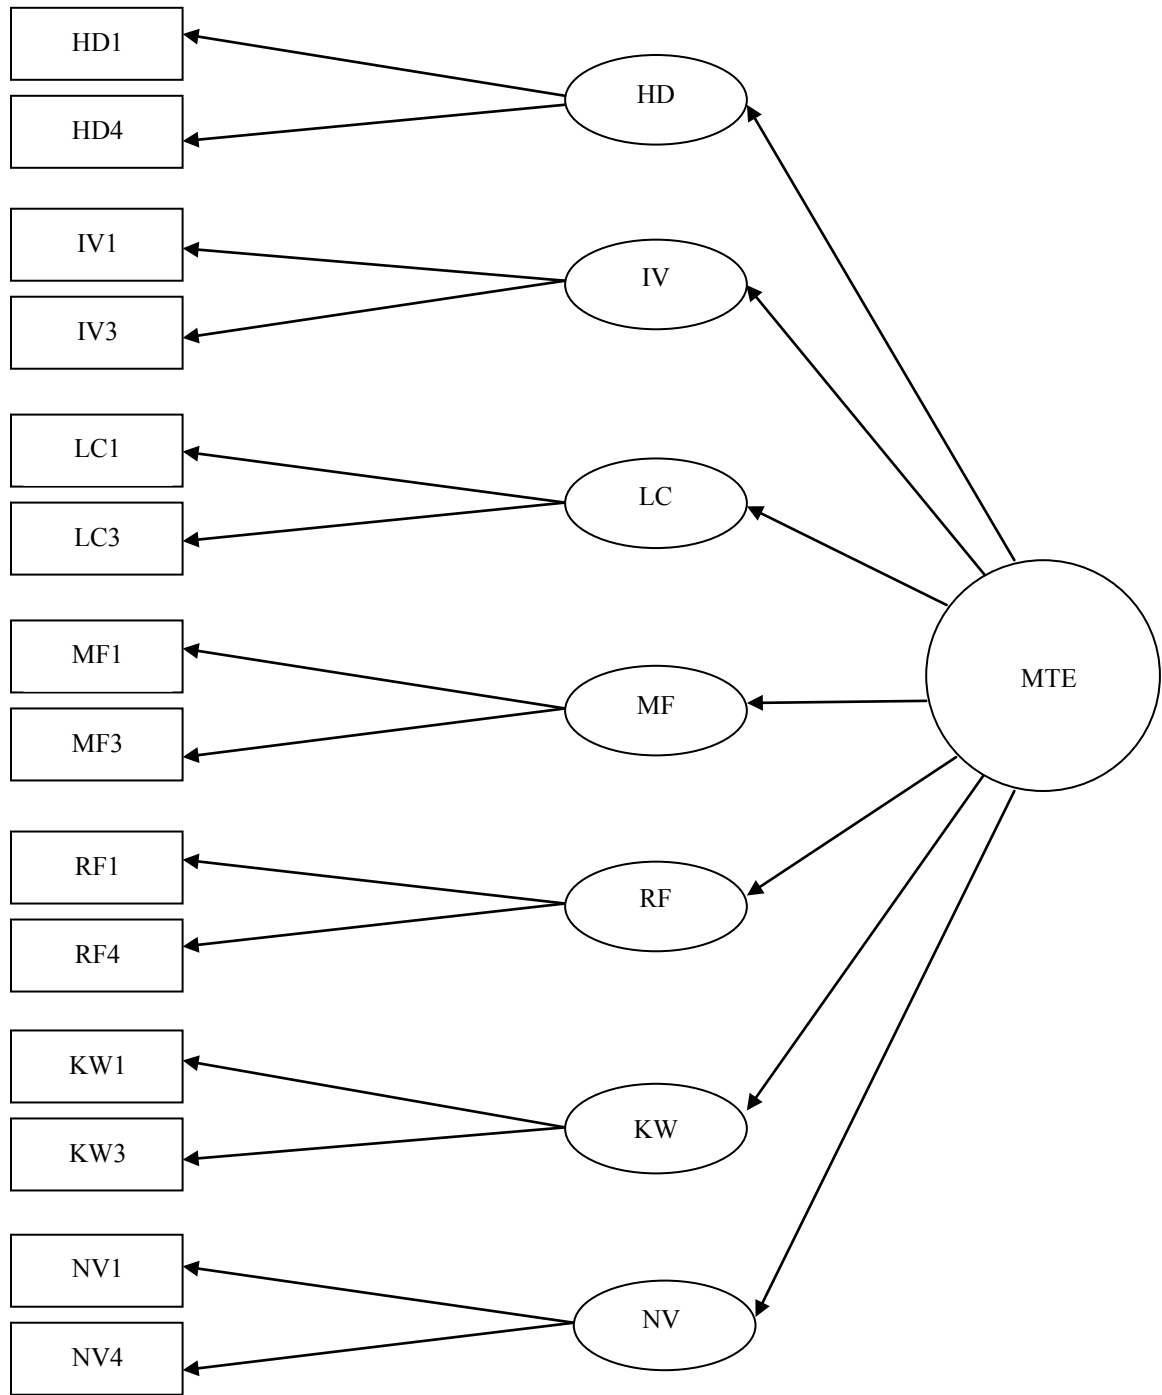 HD1
HD4
HD
IV1
IV3
IV
LC1
LC3
LC
MF1
MF3
MF
MTE
RF1
RF4
RF
KW1
KW3
KW
NV1
NV4
NV